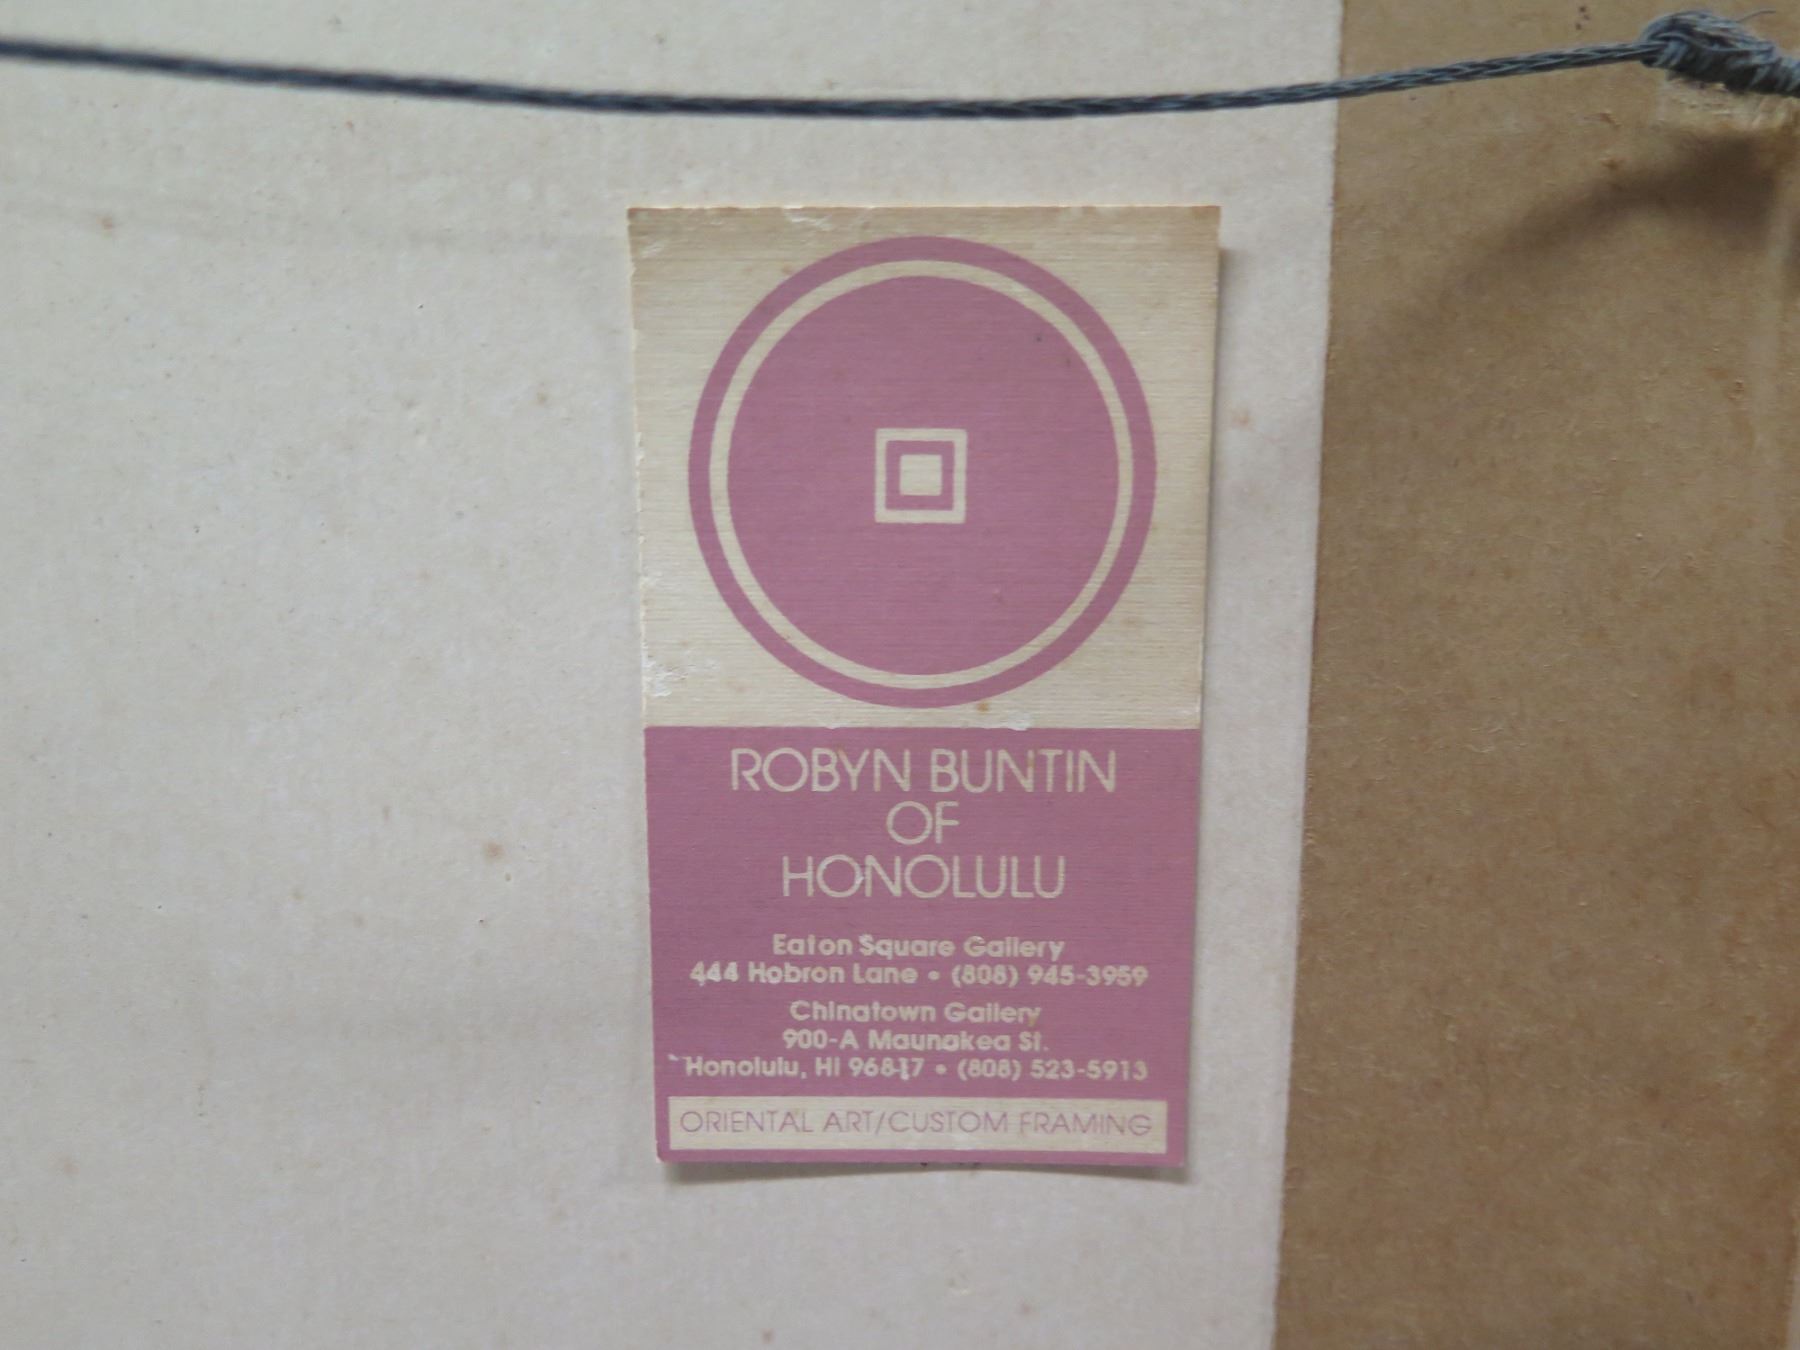 ROBYN BUNTIN
OF
HONOLULU
Eaton Square Gallery
444 Hobron Lane • (808) 945-3959
Chinatown Gallery
900-A Maunakea St.
Honolulu, HI 96817 • (808) 523-5913
ORIENTAL ART/CUSTOM FRAMING